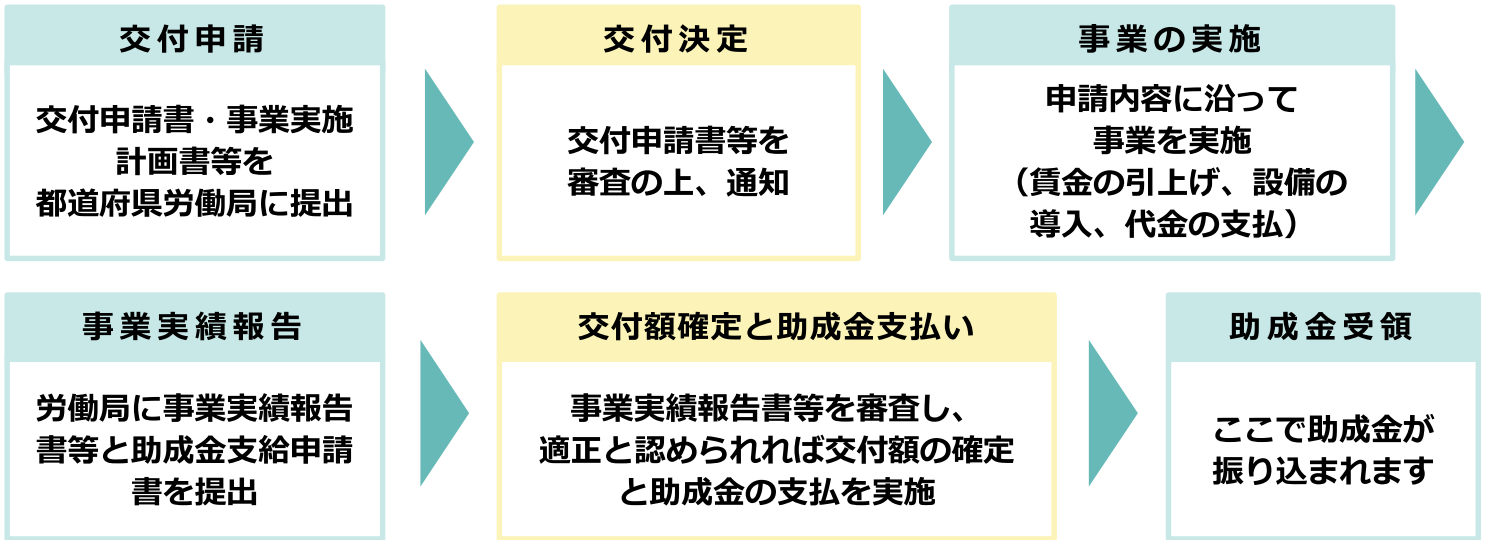 交付申請
交付申請書・事業実施
計画書等を
都道府県労働局に提出
交付決定
交付申請書等を
審査の上、通知
事業の実施
申請内容に沿って
事業を実施
（賃金の引上げ、設備の
導入、代金の支払）
事業実績報告
労働局に事業実績報告
書等と助成金支給申請
書を提出
交付額確定と助成金支払い
事業実績報告書等を審査し、
適正と認められれば交付額の確定
と助成金の支払を実施
助成金受領
ここで助成金が
振り込まれます